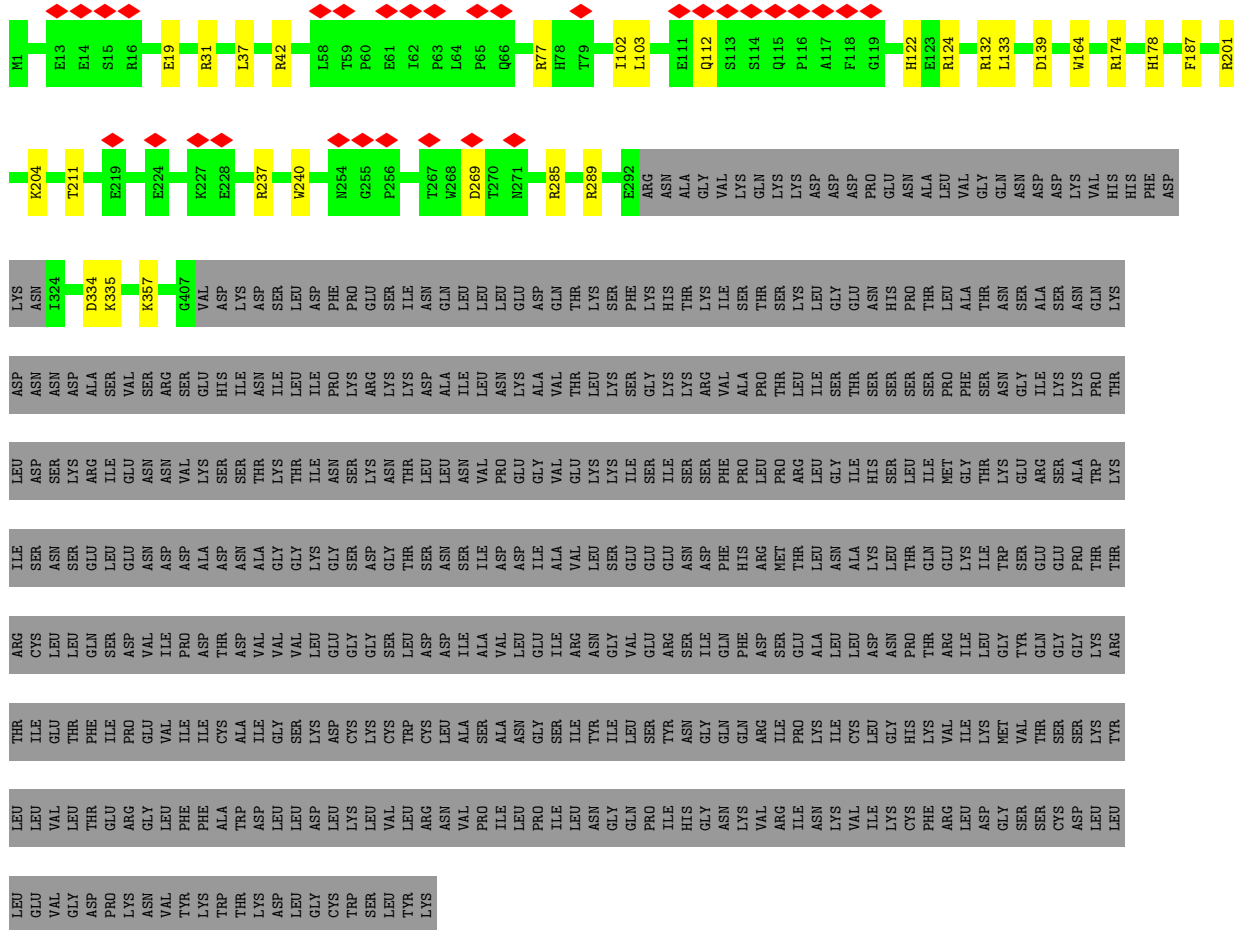 M1 E13 E14 S15 R16 E19 R31 L37 R42 L58 T59 P60 E61 I62 P63 L64 P65 Q66 R77 H78 T79 I102 L103 E111 Q112 S113 S114 Q115 P116 A117 F118 G119 H122 E123 R124 R132 L133 D139 W164 R174 H178 F187 R201
K204 T211 E219 E224 K227 E228 R237 W240 N254 G255 P256 T267 W268 D269 T270 N271 R285 R289 E292 ARG ASN ALA GLY VAL LYS GLN LYS LYS ASP ASP ASP PRO GLU ASN ALA LEU VAL GLY GLN ASN ASP ASP LYS VAL HIS HIS PHE ASP
LYS ASN I324 D334 K335 K357 G407 VAL ASP LYS ASP SER LEU ASP PHE PRO GLU SER ILE ASN GLN LEU LEU LEU GLU ASP GLN THR LYS SER PHE LYS HIS THR LYS ILE SER THR SER LYS LEU GLY GLU ASN HIS PRO THR LEU ALA THR ASN SER ALA SER ASN GLN LYS
ASP ASN ASN ASP ALA SER VAL SER ARG SER GLU HIS ILE ASN ILE LEU ILE PRO LYS ARG LYS LYS ASP ALA ILE LEU ASN LYS ALA VAL THR LEU LYS SER GLY LYS LYS ARG VAL ALA PRO THR LEU ILE SER THR SER SER SER SER PRO PHE SER ASN GLY ILE LYS LYS PRO THR
LEU ASP SER LYS ARG ILE GLU ASN ASN VAL LYS SER SER THR LYS THR ILE ASN SER LYS ASN THR LEU LEU ASN VAL PRO GLU GLY VAL GLU LYS LYS ILE SER ILE SER SER PHE PRO LEU PRO ARG LEU GLY ILE HIS SER LEU ILE MET GLY THR LYS GLU ARG SER ALA TRP LYS
ILE SER ASN SER GLU LEU GLU ASN ASP ASP ALA ASP ASN ALA GLY GLY LYS GLY SER ASP GLY THR SER ASN SER ILE ASP ASP ILE ALA VAL LEU SER GLU GLU GLU ASN ASP PHE HIS ARG MET THR LEU ASN ALA LYS LEU THR GLN GLU LYS ILE TRP SER GLU GLU PRO THR THR
ARG CYS LEU LEU GLN SER ASP VAL ILE PRO ASP THR ASP VAL VAL VAL LEU GLU GLY GLY SER LEU ASP ASP ILE ALA VAL LEU GLU ILE ARG ASN GLY VAL GLU ARG SER ILE GLN PHE ASP SER GLU ALA LEU LEU ASP ASN PRO THR ARG ILE LEU GLY TYR GLN GLY GLY LYS ARG
THR ILE GLU THR PHE ILE PRO GLU VAL ILE ILE CYS ALA ILE GLY SER LYS ASP CYS LYS CYS TRP CYS LEU ALA SER ALA ASN GLY SER ILE TYR ILE LEU SER TYR ASN GLY GLN GLN ARG ILE PRO LYS ILE CYS LEU GLY HIS LYS VAL ILE LYS MET VAL THR SER SER LYS TYR
LEU LEU VAL LEU THR GLU ARG GLY LEU PHE PHE ALA TRP ASP LEU LEU ASP LEU LYS LEU VAL LEU ARG ASN VAL PRO ILE LEU PRO ILE LEU ASN GLY GLN PRO ILE HIS GLY ASN LYS VAL ARG ILE ASN LYS VAL ILE LYS CYS PHE ARG LEU ASP GLY SER SER CYS ASP LEU LEU
LEU GLU VAL GLY ASP PRO LYS ASN VAL TYR LYS TRP THR LYS ASP LEU GLY CYS TRP SER LEU TYR LYS